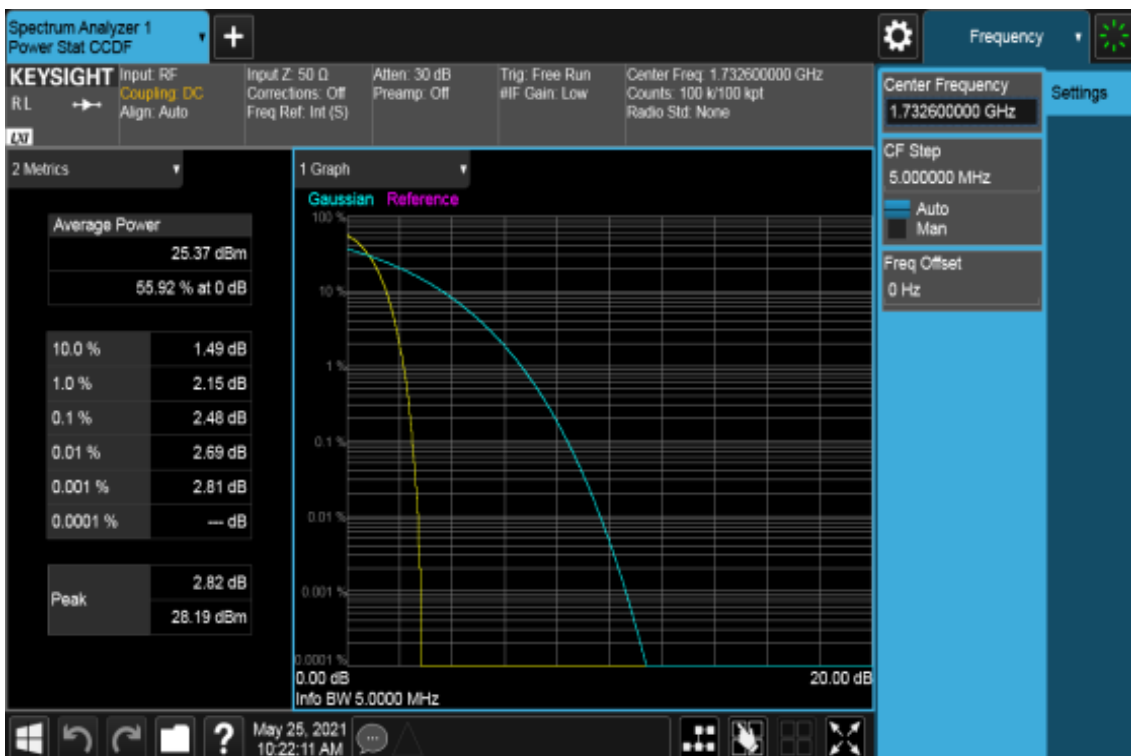 Spectrum Analyzer 1
Power Stat CCDF
+
Frequency
KEYSIGHT
RL
LXI
Input: RF
Coupling: DC
Align: Auto
Input Z: 50 Ω
Corrections: Off
Freq Ref: Int (S)
Atten: 30 dB
Preamp: Off
Trig: Free Run
#IF Gain: Low
Center Freq: 1.732600000 GHz
Counts: 100 k/100 kpt
Radio Std: None
Center Frequency
1.732600000 GHz
Settings
CF Step
5.000000 MHz
Auto
Man
Freq Offset
0 Hz
2 Metrics
Average Power
25.37 dBm
55.92 % at 0 dB
10.0 % 1.49 dB
1.0 % 2.15 dB
0.1 % 2.48 dB
0.01 % 2.69 dB
0.001 % 2.81 dB
0.0001 % --- dB
Peak
2.82 dB
28.19 dBm
1 Graph
Gaussian Reference
100 %
10 %
1 %
0.1 %
0.01 %
0.001 %
0.0001 %
0.00 dB 20.00 dB
Info BW 5.0000 MHz
?
May 25, 2021
10:22:11 AM